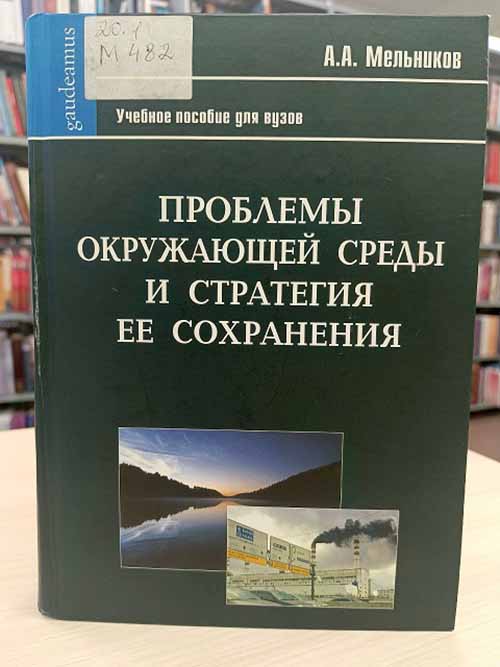 20.1
М 482
gaudeamus
А.А. Мельников
Учебное пособие для вузов
ПРОБЛЕМЫ
ОКРУЖАЮЩЕЙ СРЕДЫ
И СТРАТЕГИЯ
ЕЕ СОХРАНЕНИЯ